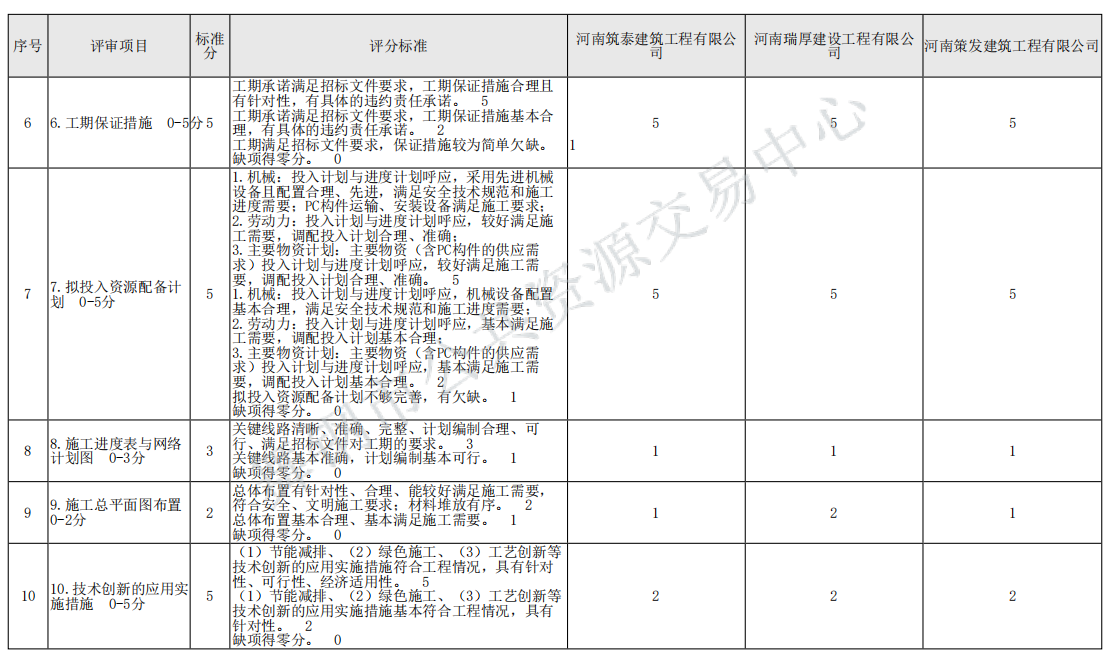 序号 评审项目 标准分 评分标准 河南筑泰建筑工程有限公司 河南瑞厚建设工程有限公司 河南策发建筑工程有限公司
6 6.工期保证措施 0-5分 5
工期承诺满足招标文件要求，工期保证措施合理且
有针对性，有具体的违约责任承诺。 5
工期承诺满足招标文件要求，工期保证措施基本合
理，有具体的违约责任承诺。 2
工期满足招标文件要求，保证措施较为简单欠缺。 1
缺项得零分。 0
5 5 5
7 7.拟投入资源配备计
划 0-5分
5
1.机械：投入计划与进度计划呼应，采用先进机械
设备且配置合理、先进，满足安全技术规范和施工
进度需要；PC构件运输、安装设备满足施工要求；
2.劳动力：投入计划与进度计划呼应，较好满足施
工需要，调配投入计划合理、准确；
3.主要物资计划：主要物资（含PC构件的供应需
求）投入计划与进度计划呼应，较好满足施工需
要，调配投入计划合理、准确。 5
1.机械：投入计划与进度计划呼应，机械设备配置
基本合理，满足安全技术规范和施工进度需要；
2.劳动力：投入计划与进度计划呼应，基本满足施
工需要，调配投入计划基本合理；
3.主要物资计划：主要物资（含PC构件的供应需
求）投入计划与进度计划呼应，基本满足施工需
要，调配投入计划基本合理。 2
拟投入资源配备计划不够完善，有欠缺。 1
缺项得零分。 0
5 5 5
8 8.施工进度表与网络
计划图 0-3分
3
关键线路清晰、准确、完整、计划编制合理、可
行、满足招标文件对工期的要求。 3
关键线路基本准确，计划编制基本可行。 1
缺项得零分。 0
1 1 1
9 9.施工总平面图布置
0-2分
2
总体布置有针对性、合理、能较好满足施工需要，
符合安全、文明施工要求；材料堆放有序。 2
总体布置基本合理、基本满足施工需要。 1
缺项得零分。 0
1 2 1
10 10.技术创新的应用实
施措施 0-5分
5
（1）节能减排、（2）绿色施工、（3）工艺创新等
技术创新的应用实施措施符合工程情况，具有针对
性、可行性、经济适用性。 5
（1）节能减排、（2）绿色施工、（3）工艺创新等
技术创新的应用实施措施基本符合工程情况，具有
针对性。 2
缺项得零分。 0
2 2 2
市公共资源交易中心